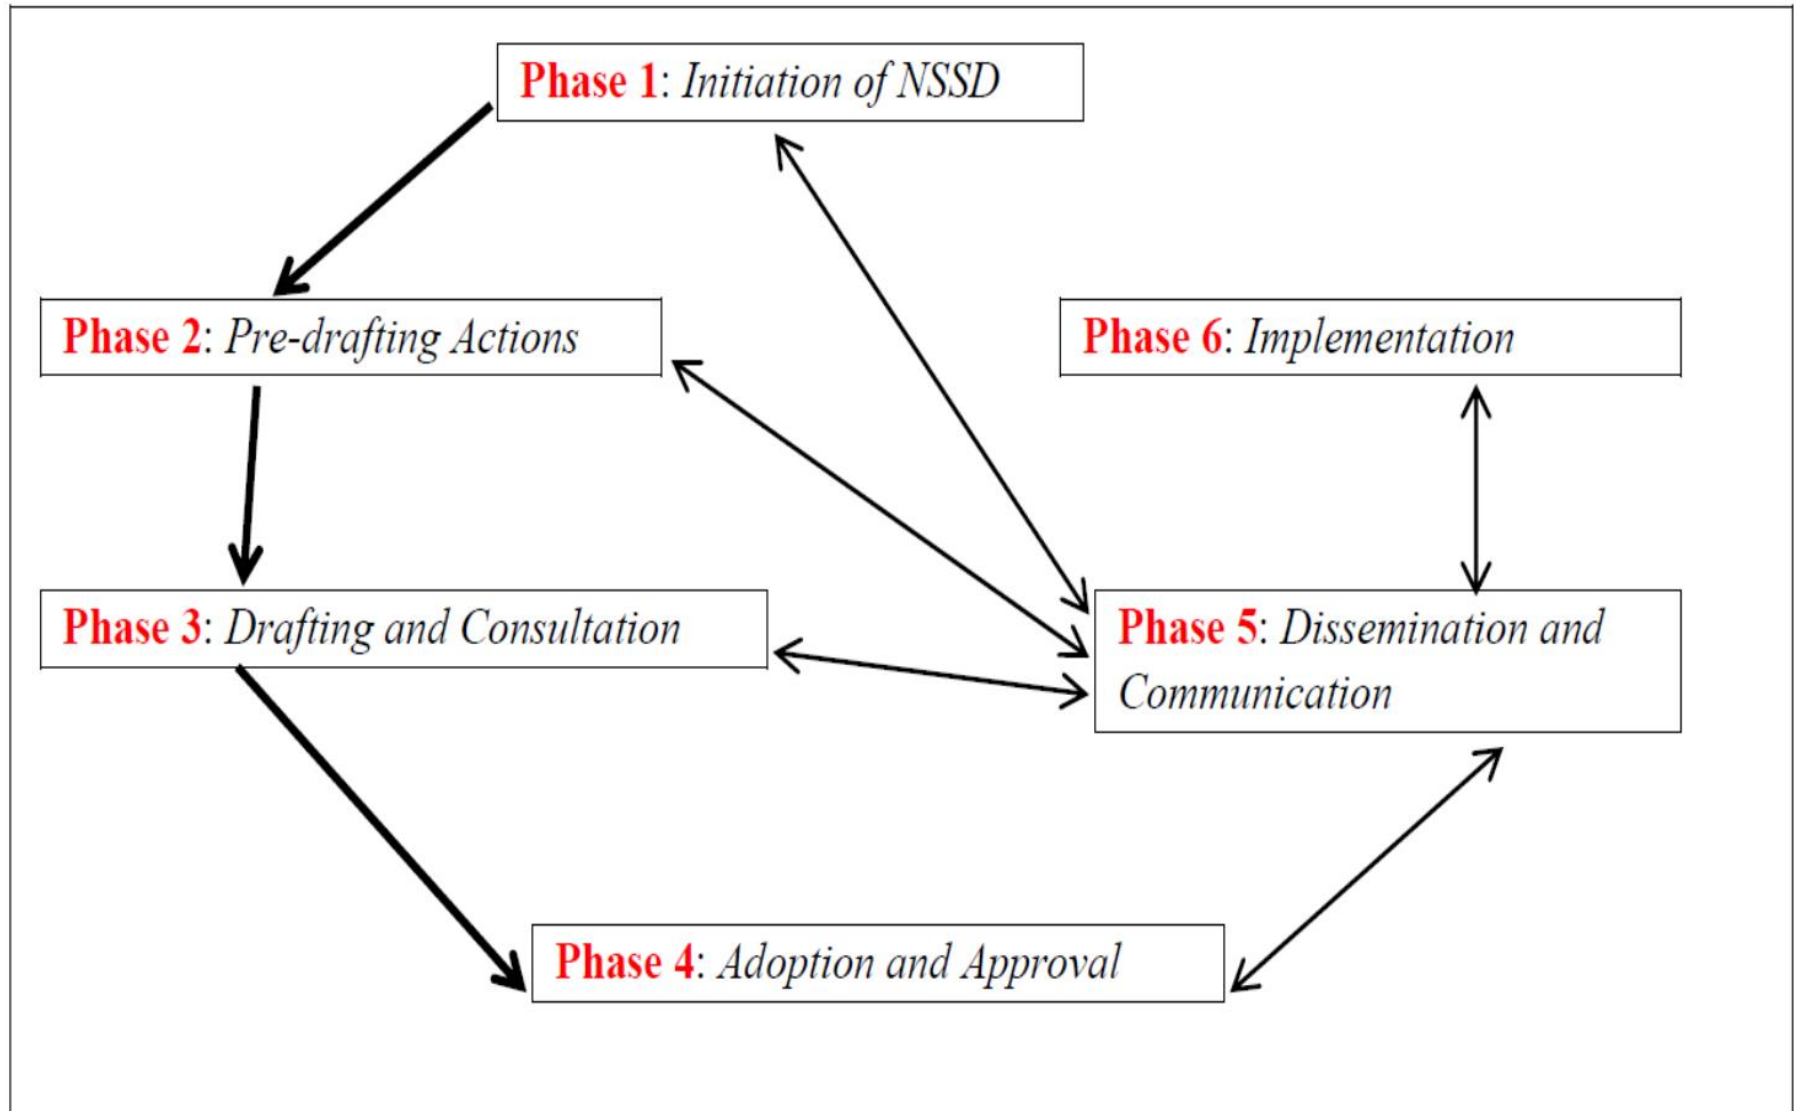 Phase 1: Initiation of NSSD
Phase 2: Pre-drafting Actions
Phase 6: Implementation
Phase 3: Drafting and Consultation
Phase 5: Dissemination and
Communication
Phase 4: Adoption and Approval